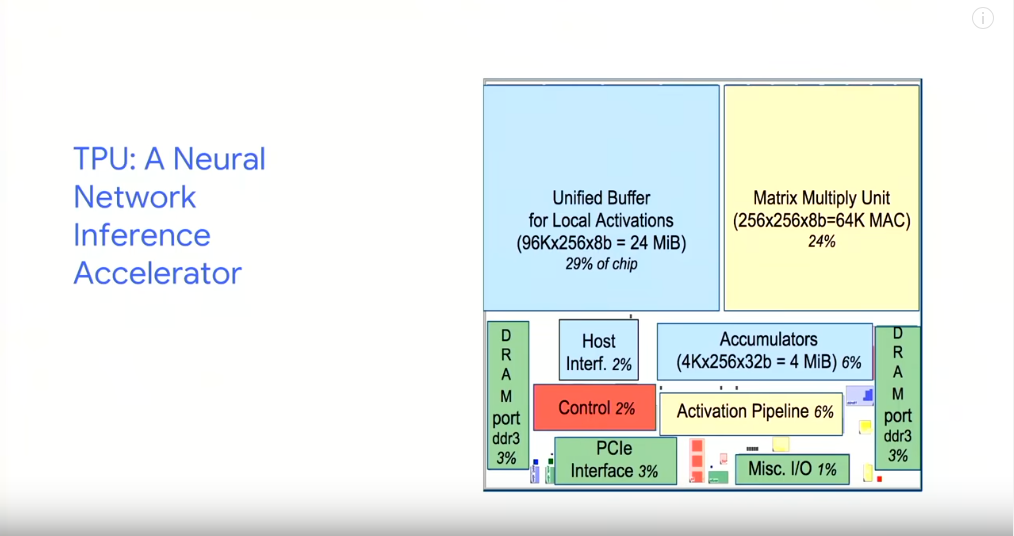 TPU: A Neural
Network
Inference
Accelerator
Unified Buffer
for Local Activations
(96Kx256x8b = 24 MiB)
29% of chip
Matrix Multiply Unit
(256x256x8b=64K MAC)
24%
D
R
A
M
port
ddr3
3%
Host
Interf. 2%
Accumulators
(4Kx256x32b = 4 MiB) 6%
Control 2%
Activation Pipeline 6%
PCIe
Interface 3%
Misc. I/O 1%
D
R
A
M
port
ddr3
3%